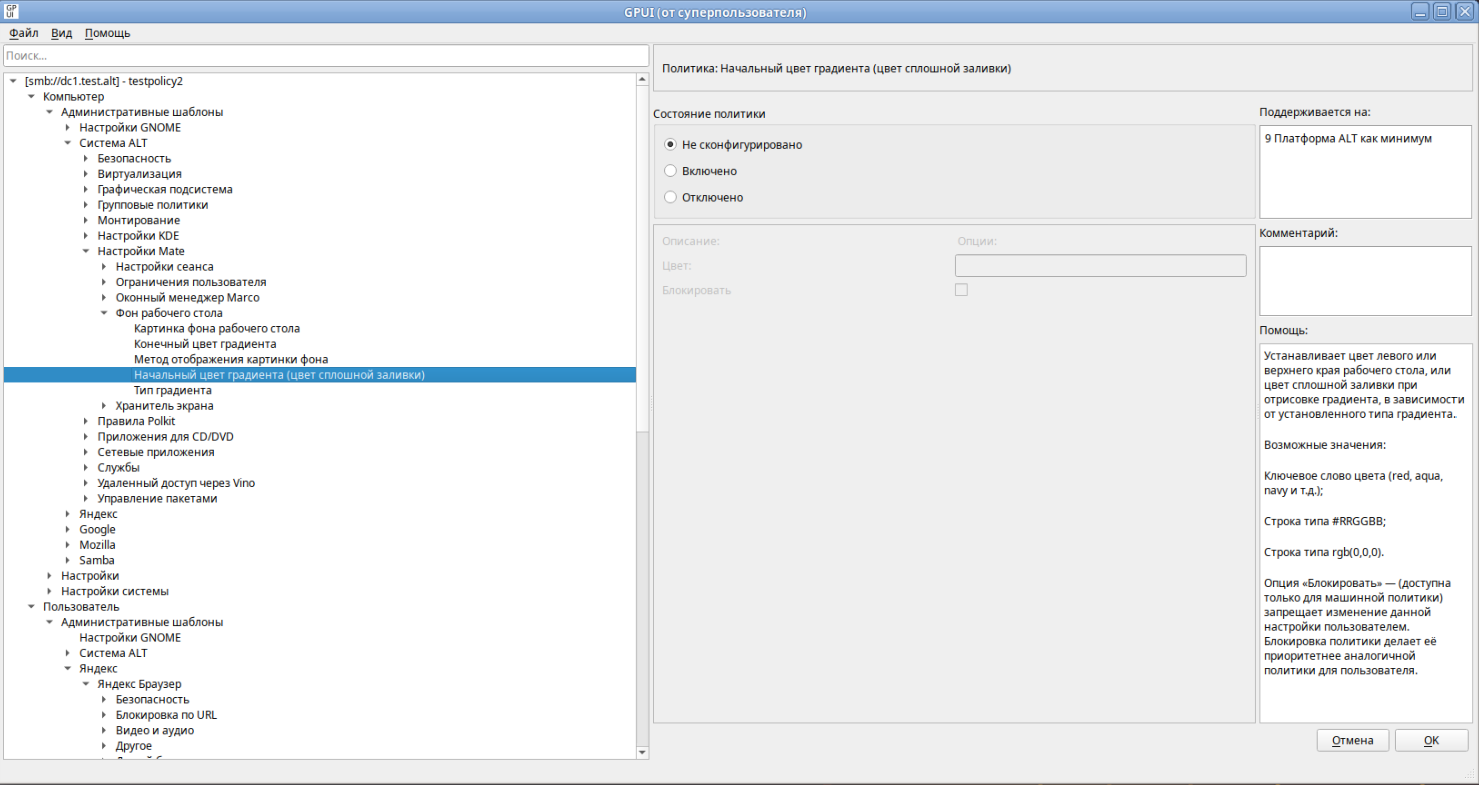 GPUI
GPUI (от суперпользователя)
Файл Вид Помощь
Поиск...
[smb://dc1.test.alt] - testpolicy2
Компьютер
Административные шаблоны
Настройки GNOME
Система ALT
Безопасность
Виртуализация
Графическая подсистема
Групповые политики
Монтирование
Настройки KDE
Настройки Mate
Настройки сеанса
Ограничения пользователя
Оконный менеджер Marco
Фон рабочего стола
Картинка фона рабочего стола
Конечный цвет градиента
Метод отображения картинки фона
Начальный цвет градиента (цвет сплошной заливки)
Тип градиента
Хранитель экрана
Правила Polkit
Приложения для CD/DVD
Сетевые приложения
Службы
Удаленный доступ через Vino
Управление пакетами
Яндекс
Google
Mozilla
Samba
Настройки
Настройки системы
Пользователь
Административные шаблоны
Настройки GNOME
Система ALT
Яндекс
Яндекс Браузер
Безопасность
Блокировка по URL
Видео и аудио
Другое
Политика: Начальный цвет градиента (цвет сплошной заливки)
Состояние политики
Не сконфигурировано
Включено
Отключено
Описание: Опции:
Цвет:
Блокировать
Поддерживается на:
9 Платформа ALT как минимум
Комментарий:
Помощь:
Устанавливает цвет левого или
верхнего края рабочего стола, или
цвет сплошной заливки при
отрисовке градиента, в зависимости
от установленного типа градиента.
Возможные значения:
Ключевое слово цвета (red, aqua,
navy и т.д.);
Строка типа #RRGGBB;
Строка типа rgb(0,0,0).
Опция «Блокировать» — (доступна
только для машинной политики)
запрещает изменение данной
настройки пользователем.
Блокировка политики делает её
приоритетнее аналогичной
политики для пользователя.
Отмена OK